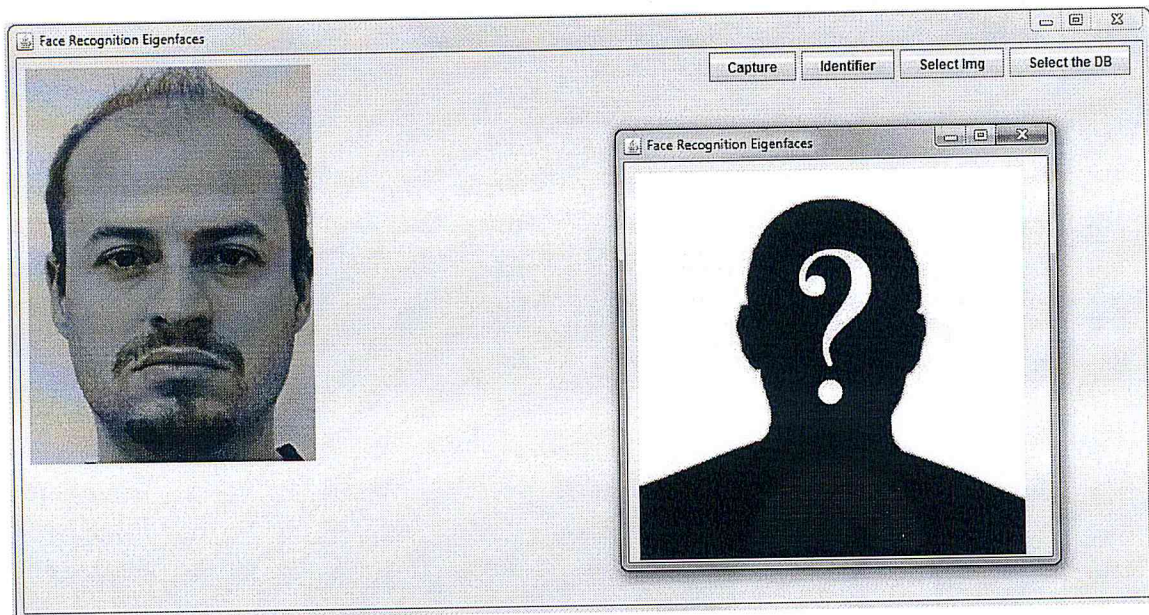 Face Recognition Eigenfaces
Capture Identifier Select Img Select the DB
Face Recognition Eigenfaces
?